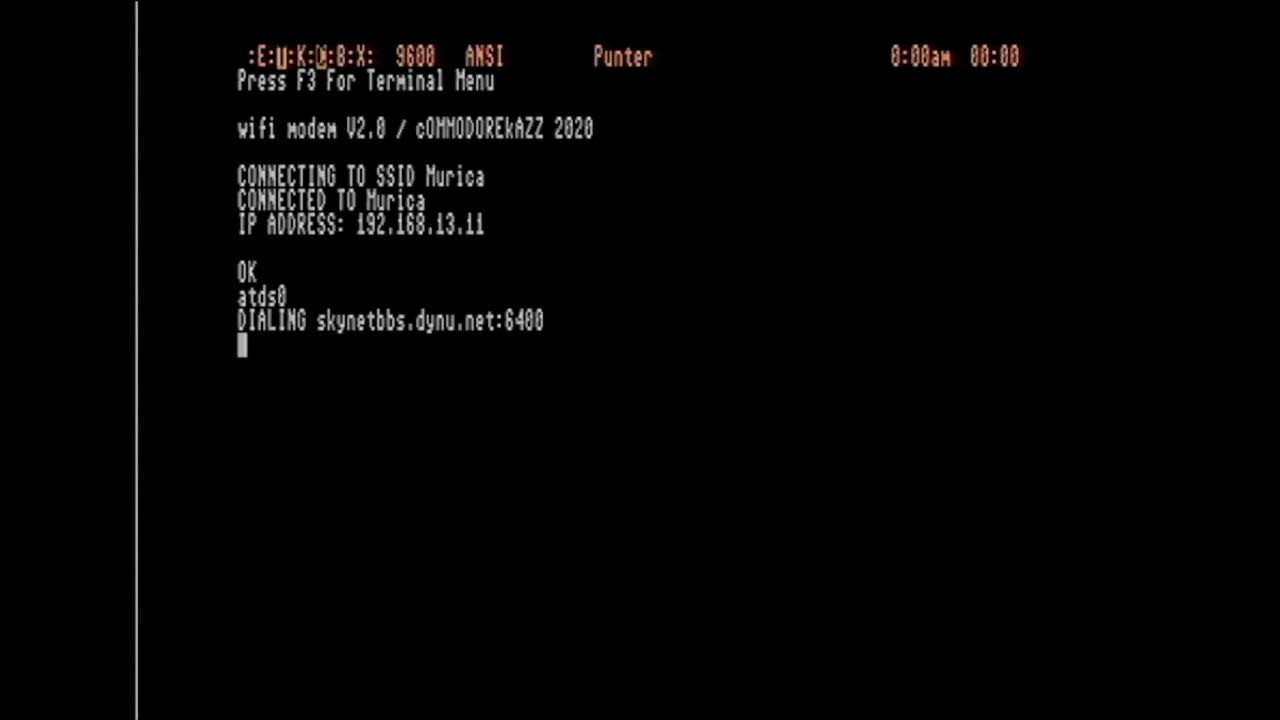 :E:U:K:C:B:X: 9600 ANSI Punter 0:00am 00:00
Press F3 For Terminal Menu
wifi modem V2.0 / cOMMODOREkAZZ 2020
CONNECTING TO SSID Murica
CONNECTED TO Murica
IP ADDRESS: 192.168.13.11
OK
atds0
DIALING skynetbbs.dynu.net:6400